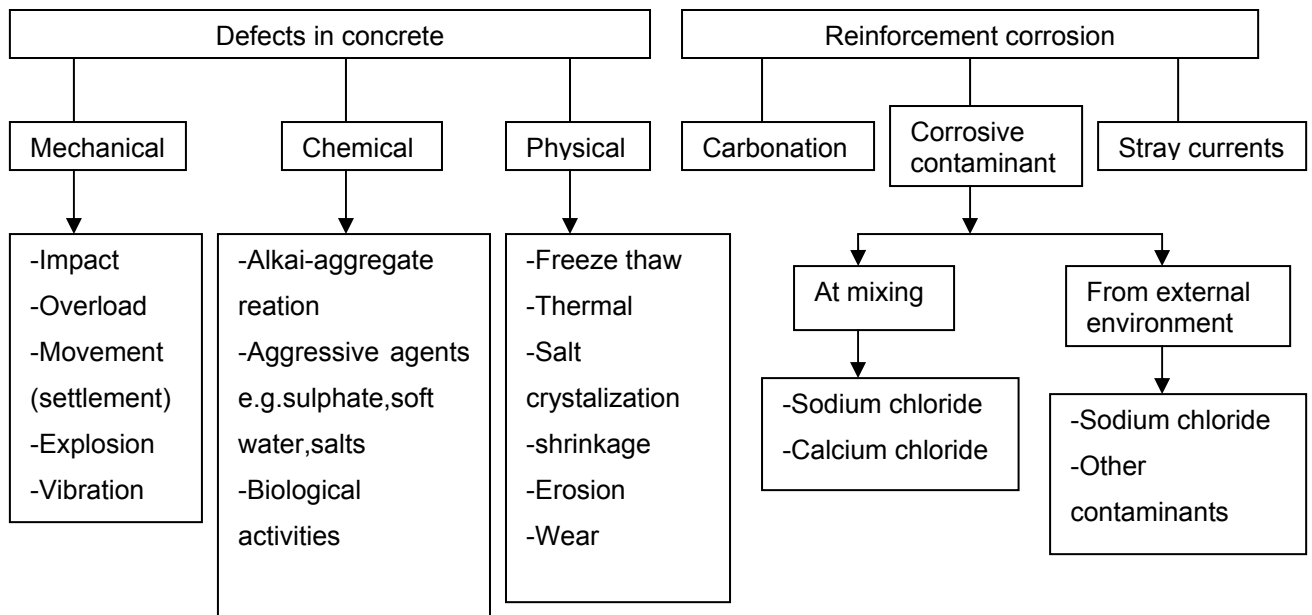 Defects in concrete
Reinforcement corrosion
Mechanical
Chemical
Physical
Carbonation
Corrosive
contaminant
Stray currents
-Impact
-Overload
-Movement
(settlement)
-Explosion
-Vibration
-Alkai-aggregate
reation
-Aggressive agents
e.g.sulphate,soft
water,salts
-Biological
activities
-Freeze thaw
-Thermal
-Salt
crystalization
-shrinkage
-Erosion
-Wear
At mixing
From external
environment
-Sodium chloride
-Calcium chloride
-Sodium chloride
-Other
contaminants